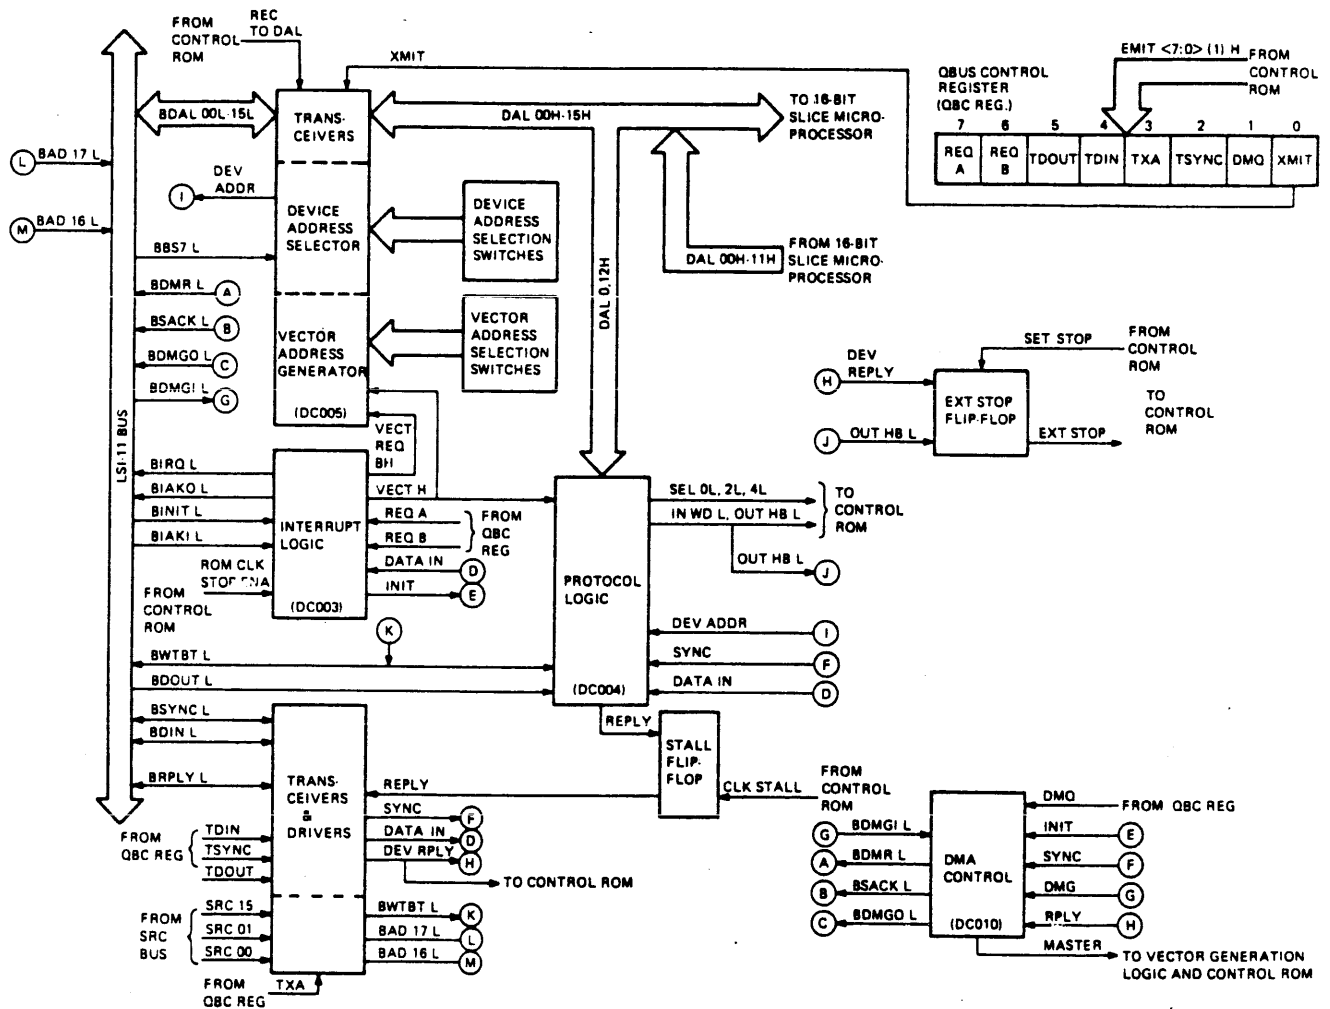 FROM
CONTROL
ROM
REC
TO DAL
XMIT
EMIT <7:0> (1) H
FROM
CONTROL
ROM
QBUS CONTROL
REGISTER
(QBC REG.)
7 6 5 4 3 2 1 0
REQ A
REQ B
TDOUT
TDIN
TXA
TSYNC
DMQ
XMIT
BDAL 00L-15L
TRANS-
CEIVERS
DAL 00H-15H
TO 16-BIT
SLICE MICRO-
PROCESSOR
L
BAD 17 L
DEV
ADDR
I
DEVICE
ADDRESS
SELECTOR
DEVICE
ADDRESS
SELECTION
SWITCHES
M
BAD 16 L
BBS7 L
FROM 16-BIT
SLICE MICRO-
PROCESSOR
DAL 00H-11H
DAL 0,12H
BDMR L
A
BSACK L
B
BDMGO L
C
BDMGI L
G
VECTOR
ADDRESS
GENERATOR
(DC005)
VECTOR
ADDRESS
SELECTION
SWITCHES
LSI-11 BUS
VECT
REQ
BH
SET STOP
FROM
CONTROL
ROM
H
DEV
REPLY
EXT STOP
FLIP-FLOP
J
OUT HB L
EXT STOP
TO
CONTROL
ROM
BIRQ L
BIAKO L
BINIT L
BIAKI L
INTERRUPT
LOGIC
(DC003)
VECT H
REQ A
REQ B
FROM
QBC
REG
DATA IN
D
INIT
E
ROM CLK
STOP ENA
FROM
CONTROL
ROM
PROTOCOL
LOGIC
(DC004)
SEL 0L, 2L, 4L
IN WD L, OUT HB L
TO
CONTROL
ROM
OUT HB L
J
DEV ADDR
I
SYNC
F
DATA IN
D
K
BWTBT L
BDOUT L
BSYNC L
BDIN L
BRPLY L
TRANS-
CEIVERS
&
DRIVERS
REPLY
STALL
FLIP-
FLOP
CLK STALL
FROM
CONTROL
ROM
REPLY
SYNC
F
DATA IN
D
DEV RPLY
H
TO CONTROL ROM
FROM
QBC REG
TDIN
TSYNC
TDOUT
FROM
SRC
BUS
SRC 15
SRC 01
SRC 00
BWTBT L
K
BAD 17 L
L
BAD 16 L
M
FROM
QBC REG
TXA
G
BDMGI L
A
BDMR L
B
BSACK L
C
BDMGO L
DMA
CONTROL
(DC010)
DMQ
FROM QBC REG
INIT
E
SYNC
F
DMG
G
RPLY
H
MASTER
TO VECTOR GENERATION
LOGIC AND CONTROL ROM